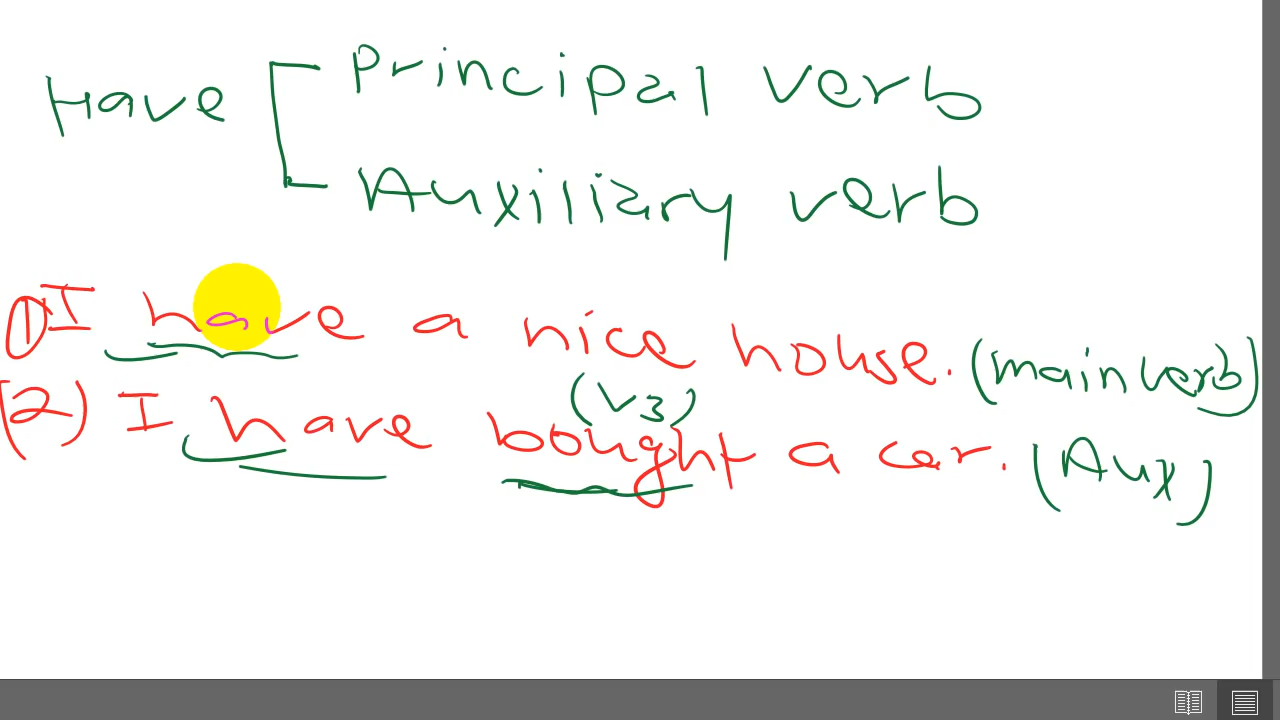 Have
Principal verb
Auxiliary verb
① I have a nice house. (main verb)
(V3)
(2) I have bought a car. (Aux)